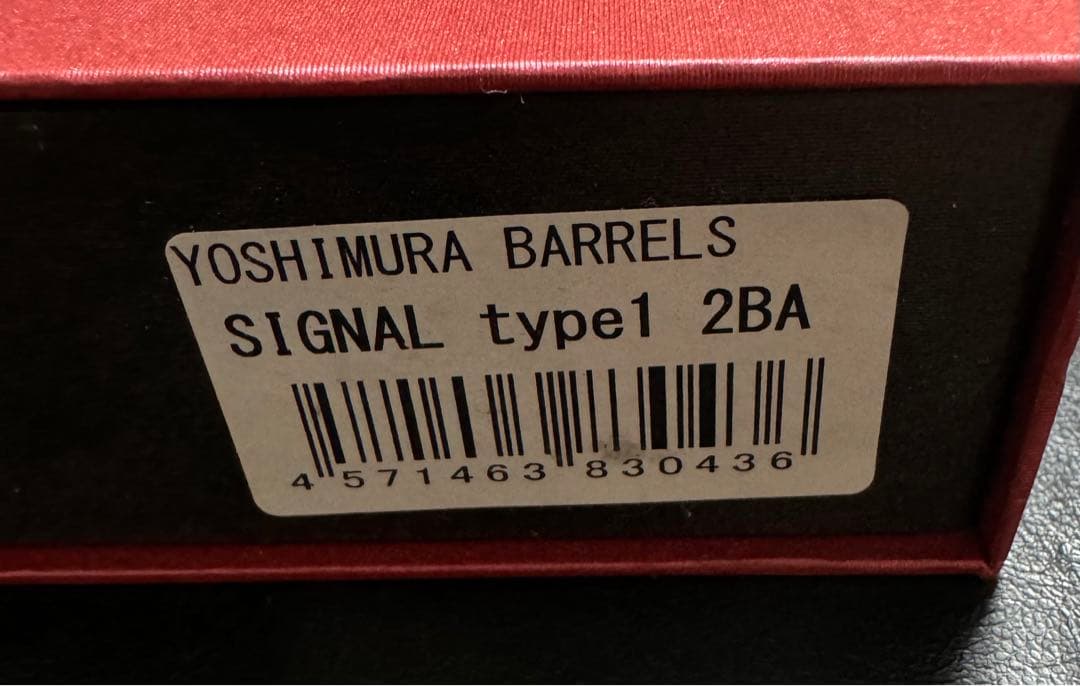 YOSHIMURA BARRELS
SIGNAL type1 2BA
4 571463 830436